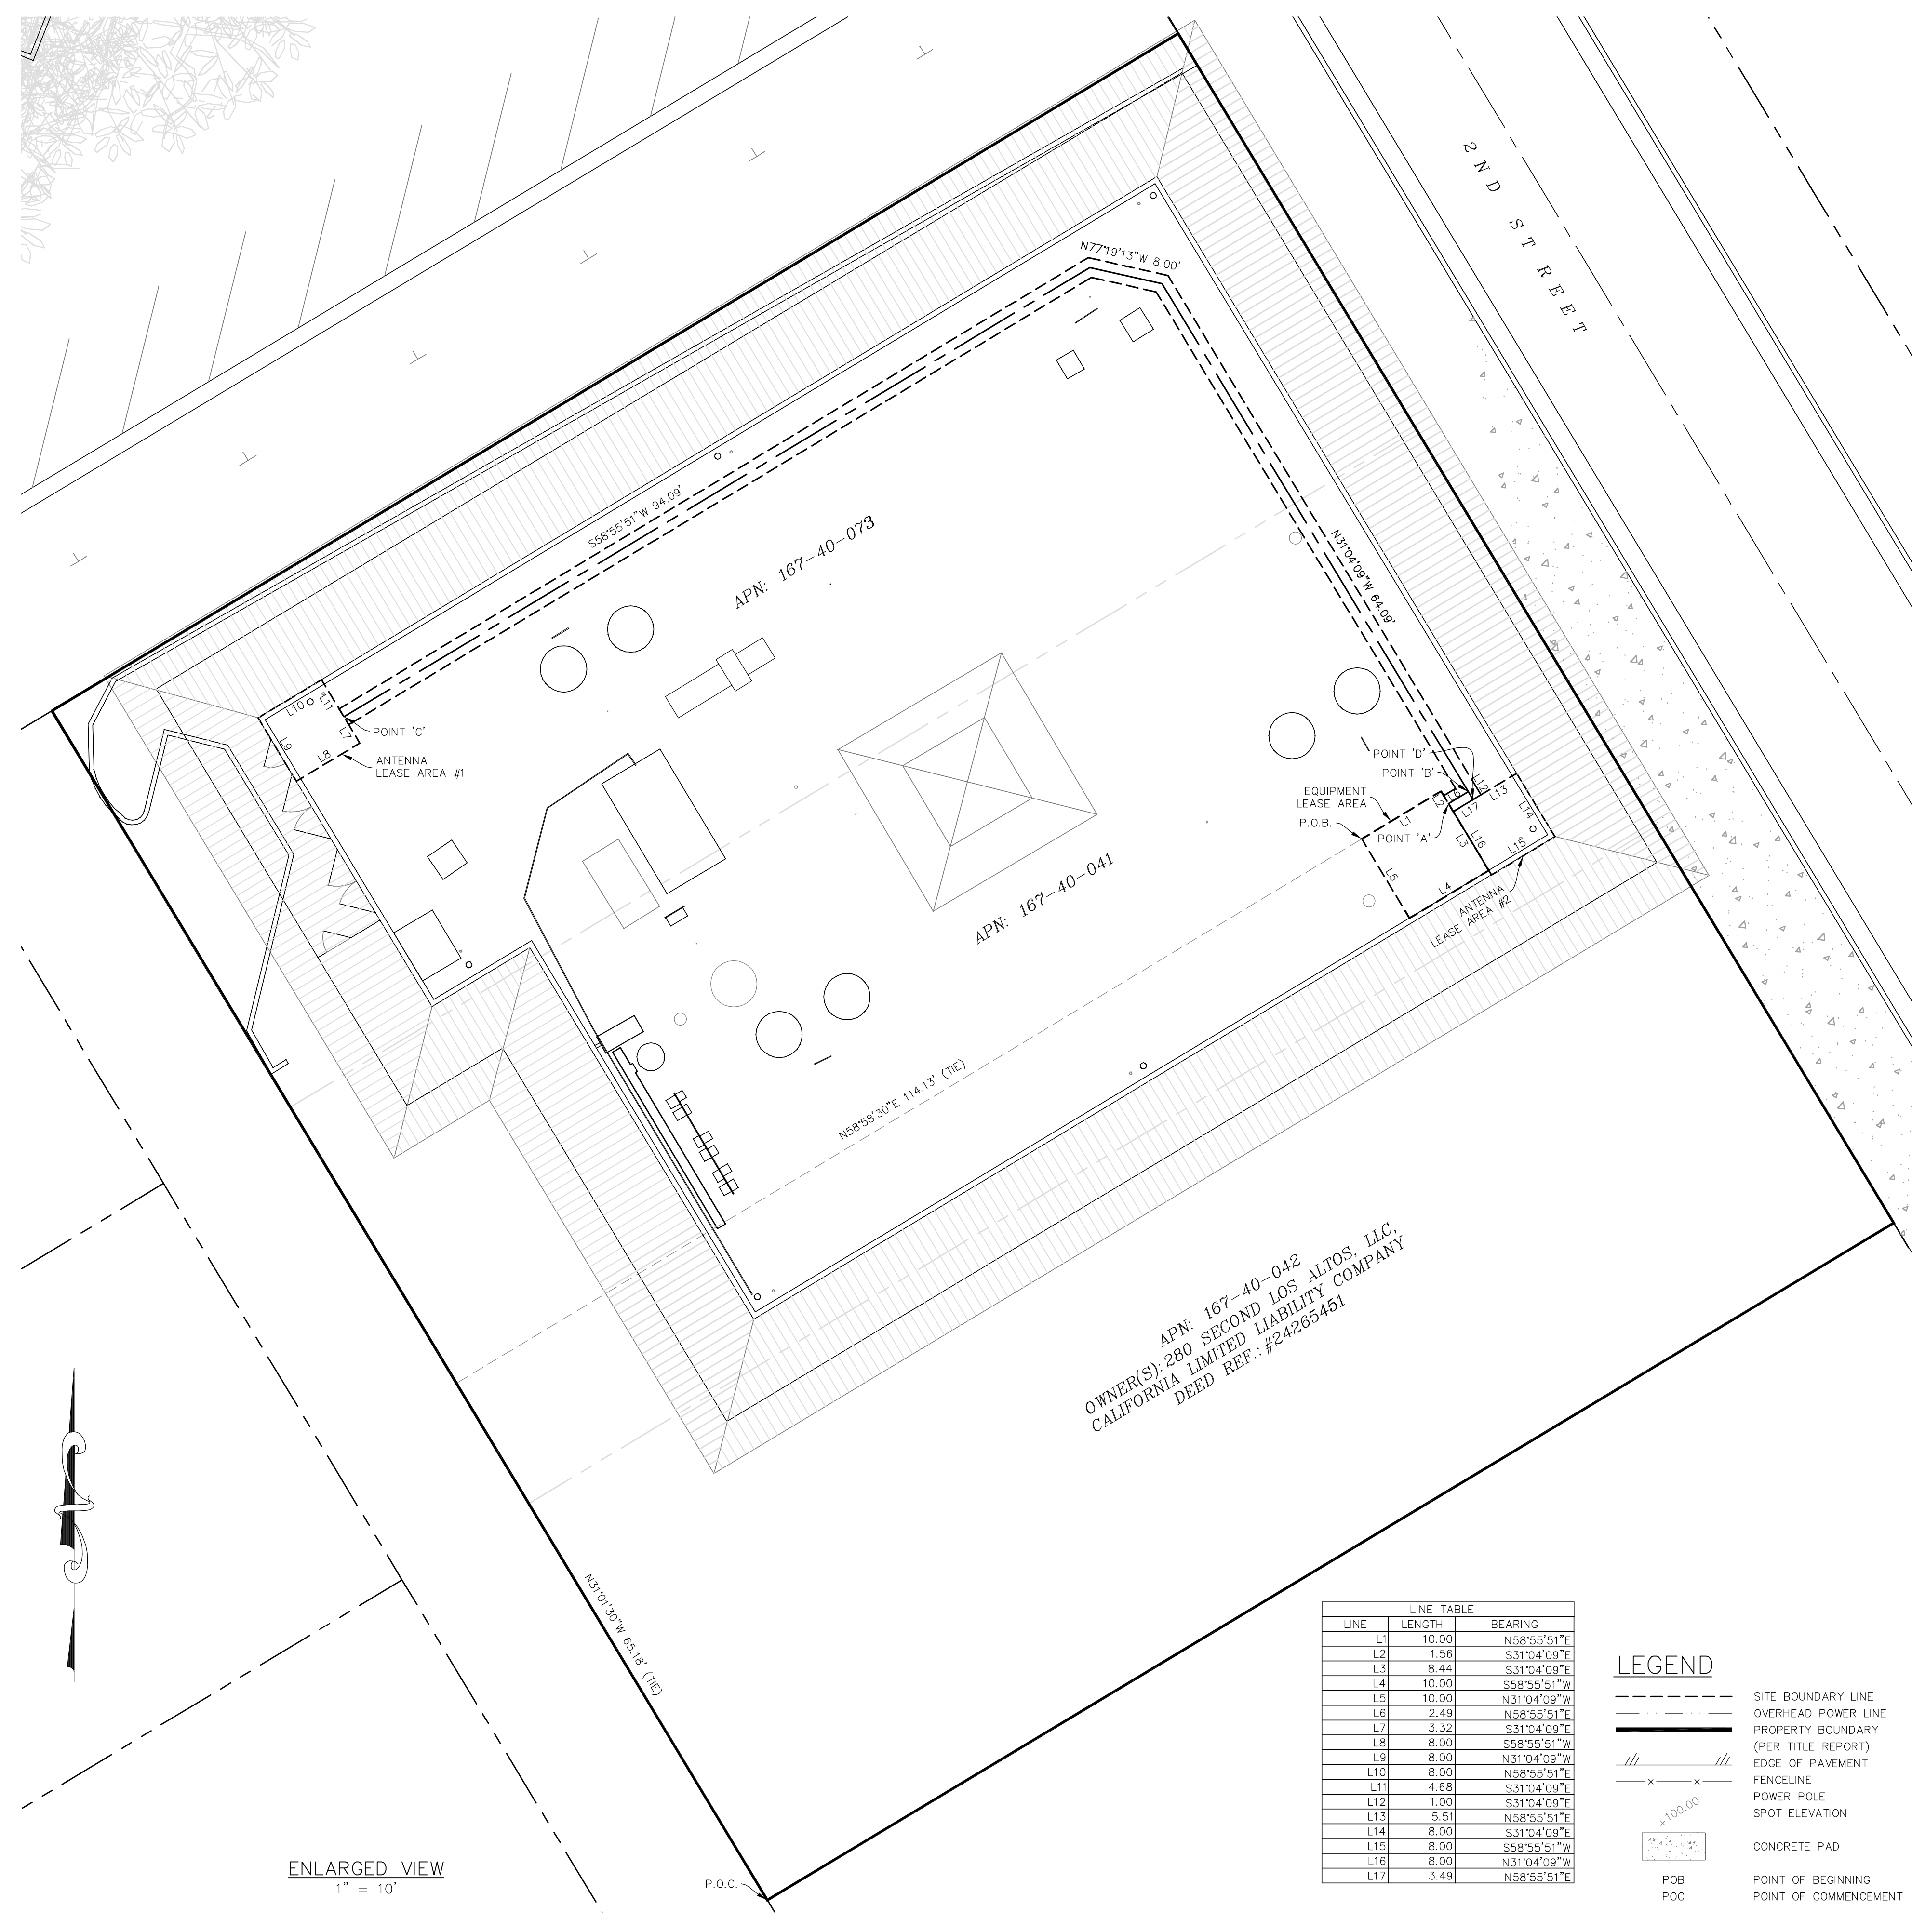 2ND STREET
N77°19'13"W 8.00'
S58°55'51"W 94.09'
APN: 167-40-073
N31°04'09"W 64.09'
L10
L11
L9
L7
L8
POINT 'C'
ANTENNA
LEASE AREA #1
POINT 'D'
POINT 'B'
EQUIPMENT
LEASE AREA
P.O.B.
POINT 'A'
L1
L2
L6
L12
L13
L17
L14
L3
L16
L15
L5
L4
ANTENNA
LEASE AREA #2
APN: 167-40-041
N58°58'30"E 114.13' (TIE)
APN: 167-40-042
OWNER(S): 280 SECOND LOS ALTOS, LLC,
CALIFORNIA LIMITED LIABILITY COMPANY
DEED REF.: #24265451
N31°01'30"W 65.18' (TIE)
P.O.C.
ENLARGED VIEW
1" = 10'
LINE TABLE
LINE LENGTH BEARING
L1 10.00 N58°55'51"E
L2 1.56 S31°04'09"E
L3 8.44 S31°04'09"E
L4 10.00 S58°55'51"W
L5 10.00 N31°04'09"W
L6 2.49 N58°55'51"E
L7 3.32 S31°04'09"E
L8 8.00 S58°55'51"W
L9 8.00 N31°04'09"W
L10 8.00 N58°55'51"E
L11 4.68 S31°04'09"E
L12 1.00 S31°04'09"E
L13 5.51 N58°55'51"E
L14 8.00 S31°04'09"E
L15 8.00 S58°55'51"W
L16 8.00 N31°04'09"W
L17 3.49 N58°55'51"E
LEGEND
SITE BOUNDARY LINE
OVERHEAD POWER LINE
PROPERTY BOUNDARY
(PER TITLE REPORT)
EDGE OF PAVEMENT
FENCELINE
POWER POLE
×100.00 SPOT ELEVATION
CONCRETE PAD
POB POINT OF BEGINNING
POC POINT OF COMMENCEMENT